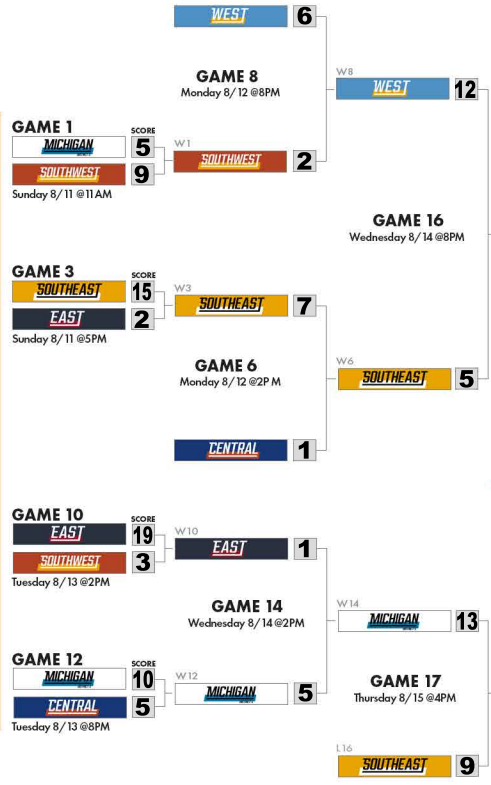 WEST 6
GAME 8
Monday 8/12 @8PM
W8
WEST 12
GAME 1
SCORE
MICHIGAN 5
W1
SOUTHWEST 2
SOUTHWEST 9
Sunday 8/11 @11AM
GAME 16
Wednesday 8/14 @8PM
GAME 3
SCORE
SOUTHEAST 15
W3
SOUTHEAST 7
EAST 2
Sunday 8/11 @5PM
GAME 6
Monday 8/12 @2PM
W6
SOUTHEAST 5
CENTRAL 1
GAME 10
SCORE
EAST 19
W10
EAST 1
SOUTHWEST 3
Tuesday 8/13 @2PM
GAME 14
Wednesday 8/14 @2PM
W14
MICHIGAN 13
GAME 12
SCORE
MICHIGAN 10
W12
MICHIGAN 5
CENTRAL 5
Tuesday 8/13 @8PM
GAME 17
Thursday 8/15 @4PM
L16
SOUTHEAST 9